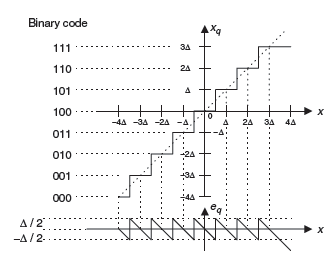 Binary code
x_q
111
3Δ
110
2Δ
101
Δ
100
-4Δ -3Δ -2Δ -Δ 0 Δ 2Δ 3Δ 4Δ x
011
-Δ
010
-2Δ
001
-3Δ
000
-4Δ
e_q
Δ / 2
-Δ / 2
x